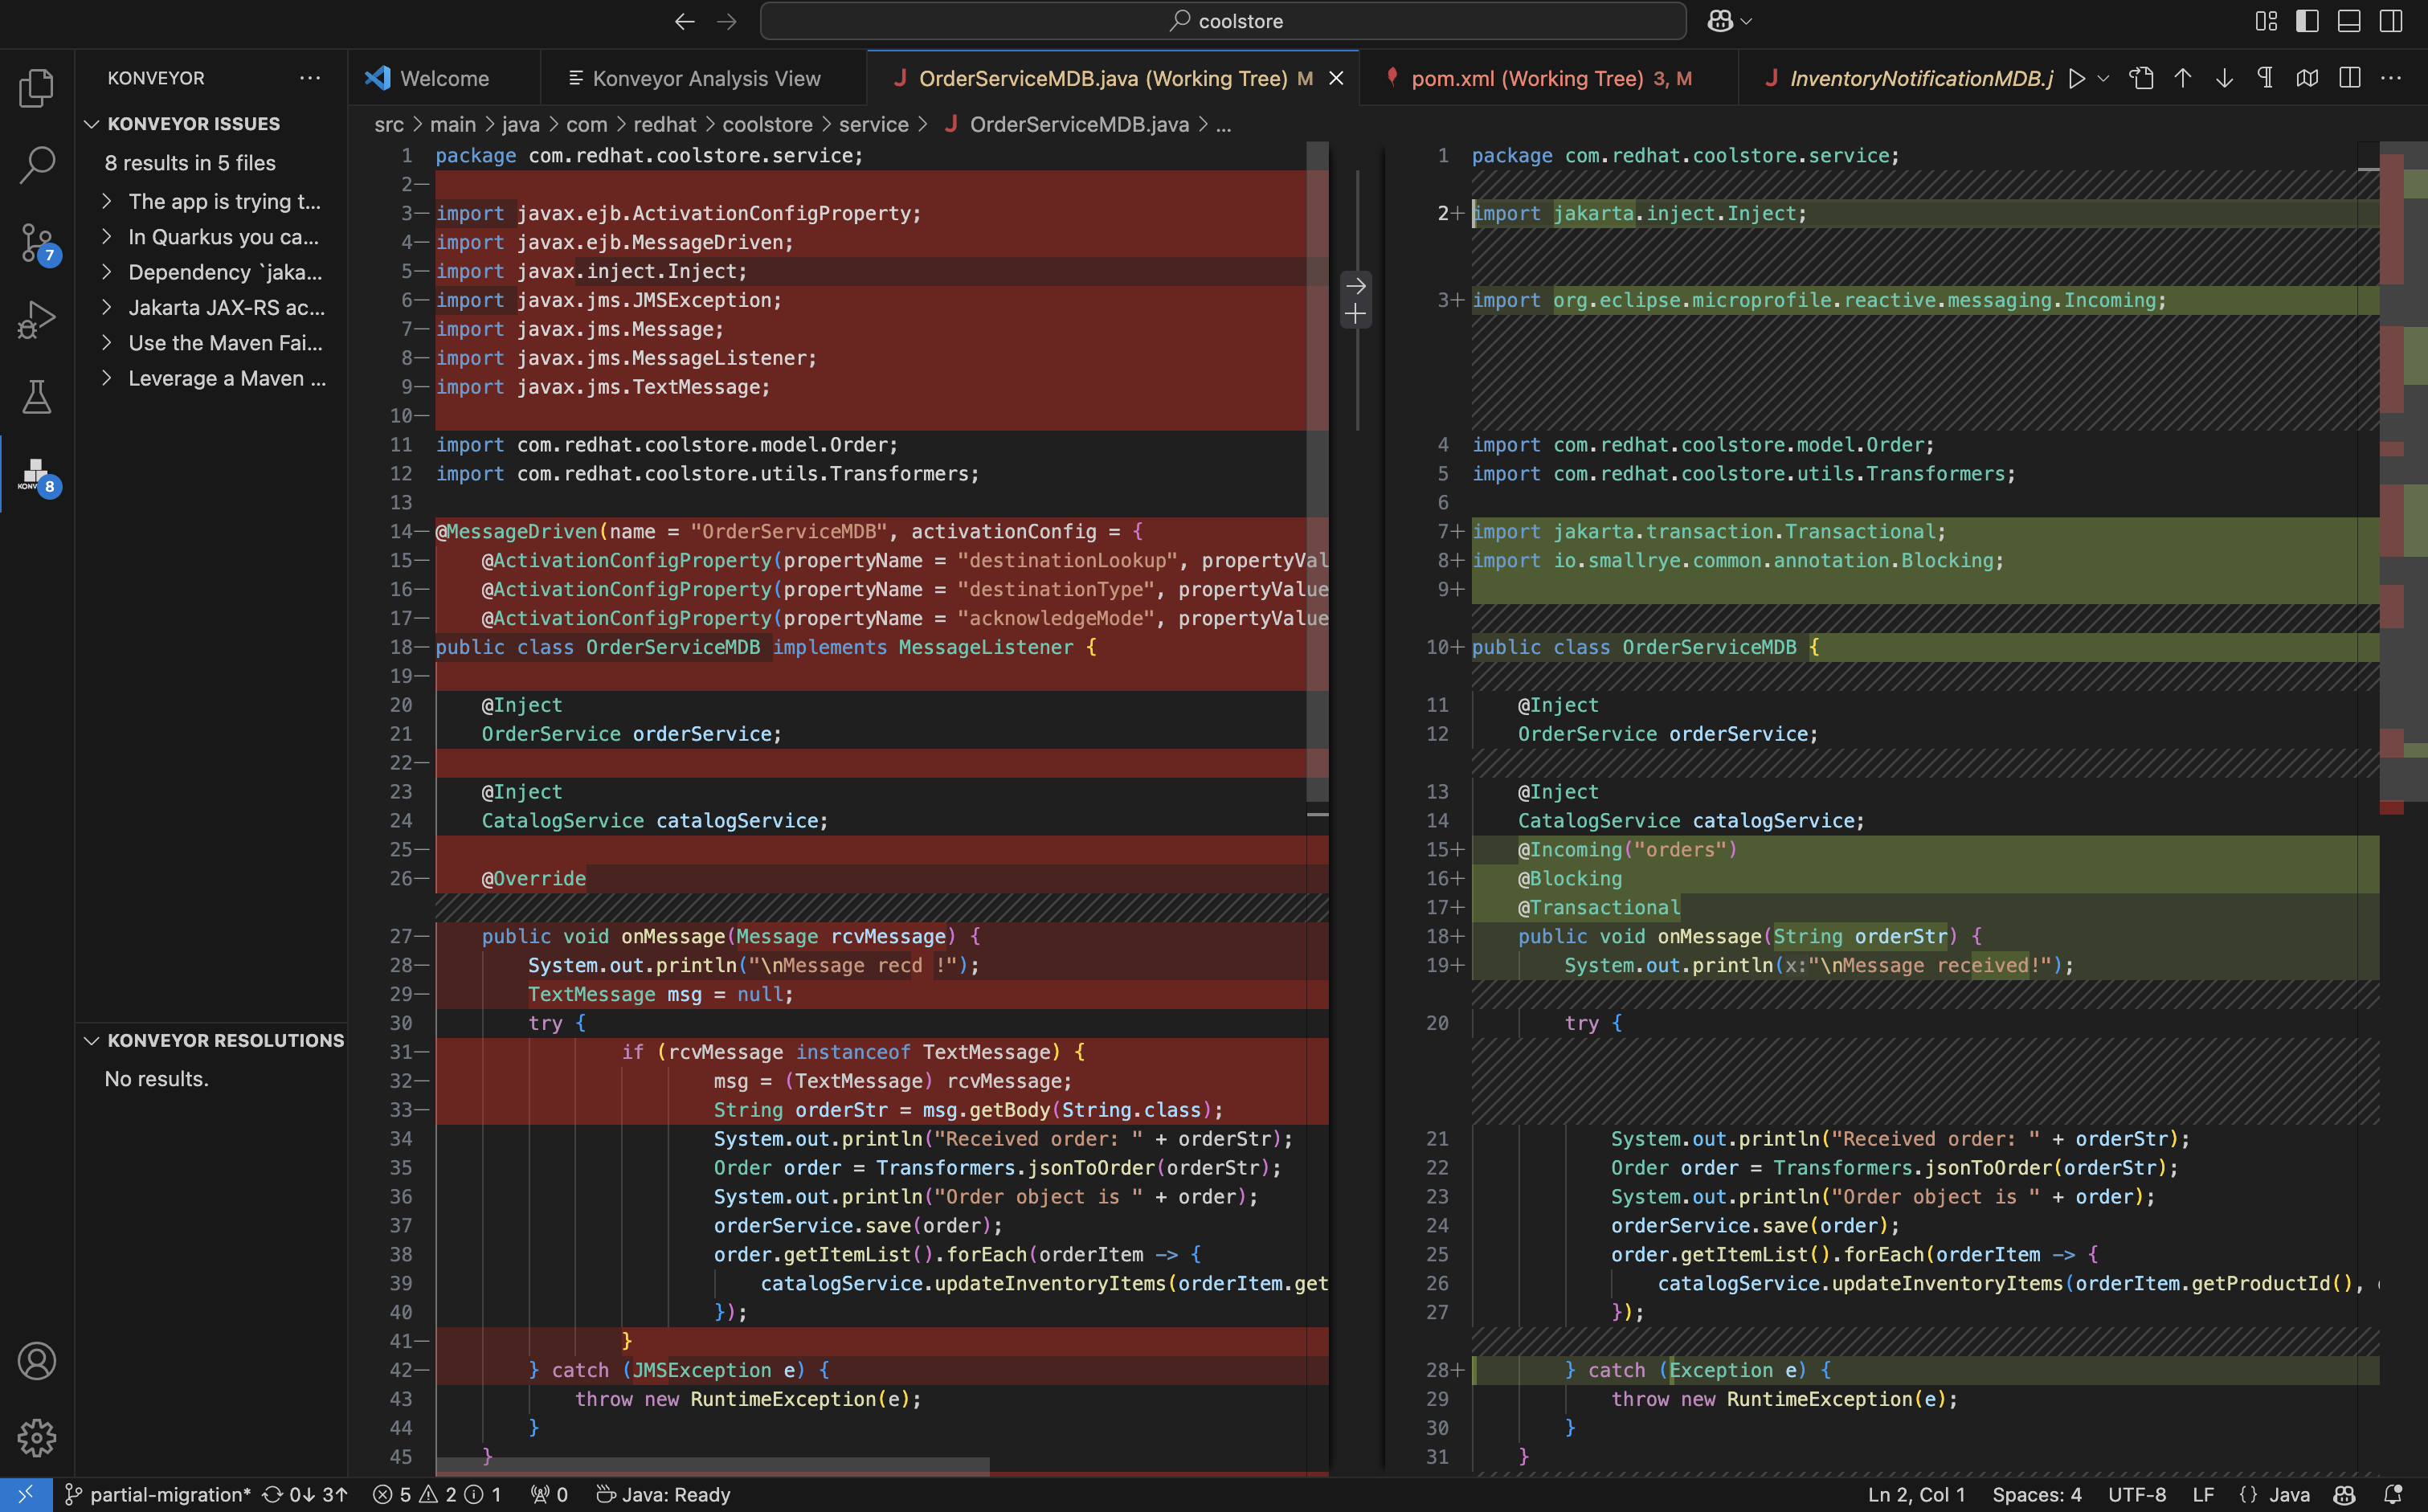 coolstore
KONVEYOR ...
Welcome
Konveyor Analysis View
J OrderServiceMDB.java (Working Tree) M
pom.xml (Working Tree) 3, M
J InventoryNotificationMDB.j
...
KONVEYOR ISSUES
8 results in 5 files
The app is trying t...
In Quarkus you ca...
Dependency `jaka...
Jakarta JAX-RS ac...
Use the Maven Fai...
Leverage a Maven ...
7
KONV
8
KONVEYOR RESOLUTIONS
No results.
src > main > java > com > redhat > coolstore > service > J OrderServiceMDB.java > ...
1 package com.redhat.coolstore.service;
2—
3— import javax.ejb.ActivationConfigProperty;
4— import javax.ejb.MessageDriven;
5— import javax.inject.Inject;
6— import javax.jms.JMSException;
7— import javax.jms.Message;
8— import javax.jms.MessageListener;
9— import javax.jms.TextMessage;
10—
11 import com.redhat.coolstore.model.Order;
12 import com.redhat.coolstore.utils.Transformers;
13
14— @MessageDriven(name = "OrderServiceMDB", activationConfig = {
15— @ActivationConfigProperty(propertyName = "destinationLookup", propertyVal
16— @ActivationConfigProperty(propertyName = "destinationType", propertyValue
17— @ActivationConfigProperty(propertyName = "acknowledgeMode", propertyValue
18— public class OrderServiceMDB implements MessageListener {
19—
20 @Inject
21 OrderService orderService;
22—
23 @Inject
24 CatalogService catalogService;
25—
26— @Override
27— public void onMessage(Message rcvMessage) {
28— System.out.println("\nMessage recd !");
29— TextMessage msg = null;
30 try {
31— if (rcvMessage instanceof TextMessage) {
32— msg = (TextMessage) rcvMessage;
33— String orderStr = msg.getBody(String.class);
34 System.out.println("Received order: " + orderStr);
35 Order order = Transformers.jsonToOrder(orderStr);
36 System.out.println("Order object is " + order);
37 orderService.save(order);
38 order.getItemList().forEach(orderItem -> {
39 catalogService.updateInventoryItems(orderItem.get
40 });
41— }
42— } catch (JMSException e) {
43 throw new RuntimeException(e);
44 }
45 }
1 package com.redhat.coolstore.service;
2+ import jakarta.inject.Inject;
3+ import org.eclipse.microprofile.reactive.messaging.Incoming;
4 import com.redhat.coolstore.model.Order;
5 import com.redhat.coolstore.utils.Transformers;
6
7+ import jakarta.transaction.Transactional;
8+ import io.smallrye.common.annotation.Blocking;
9+
10+ public class OrderServiceMDB {
11 @Inject
12 OrderService orderService;
13 @Inject
14 CatalogService catalogService;
15+ @Incoming("orders")
16+ @Blocking
17+ @Transactional
18+ public void onMessage(String orderStr) {
19+ System.out.println(x:"\nMessage received!");
20 try {
21 System.out.println("Received order: " + orderStr);
22 Order order = Transformers.jsonToOrder(orderStr);
23 System.out.println("Order object is " + order);
24 orderService.save(order);
25 order.getItemList().forEach(orderItem -> {
26 catalogService.updateInventoryItems(orderItem.getProductId(),
27 });
28+ } catch (Exception e) {
29 throw new RuntimeException(e);
30 }
31 }
partial-migration* 0↓ 3↑ 5 2 1 0 Java: Ready
Ln 2, Col 1 Spaces: 4 UTF-8 LF {} Java